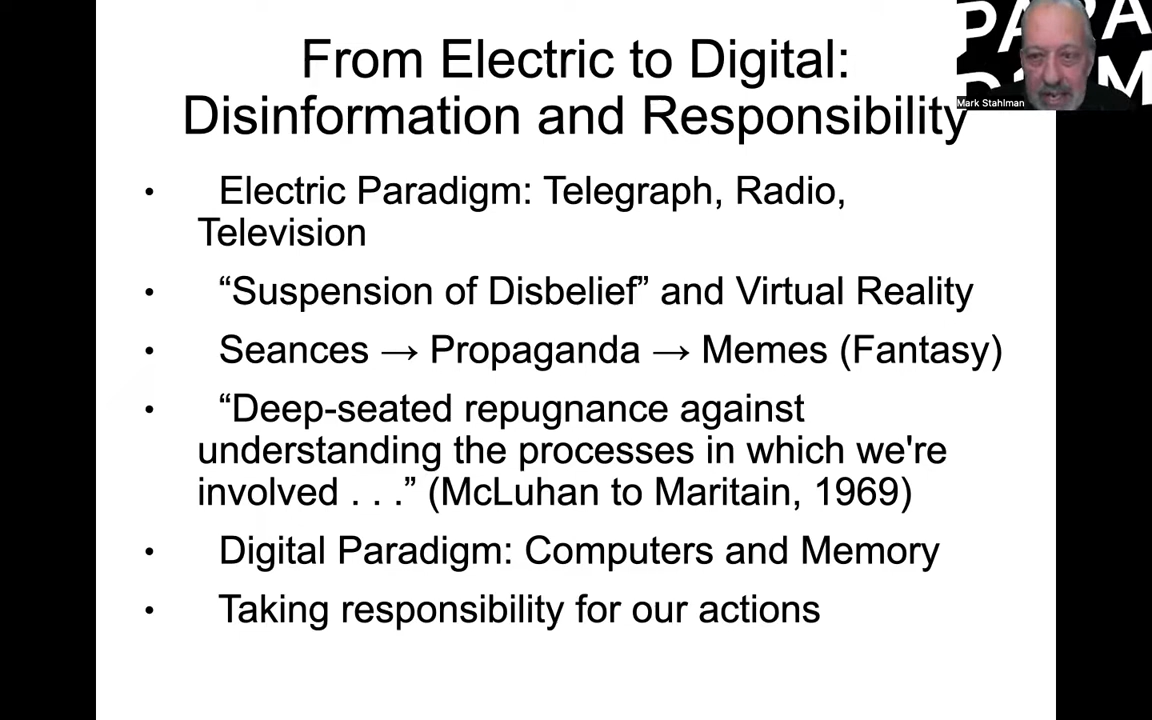 From Electric to Digital:
Disinformation and Responsibility
PARA
D1GM
Mark Stahlman
• Electric Paradigm: Telegraph, Radio,
Television
• “Suspension of Disbelief” and Virtual Reality
• Seances → Propaganda → Memes (Fantasy)
• “Deep-seated repugnance against
understanding the processes in which we're
involved . . .” (McLuhan to Maritain, 1969)
• Digital Paradigm: Computers and Memory
• Taking responsibility for our actions